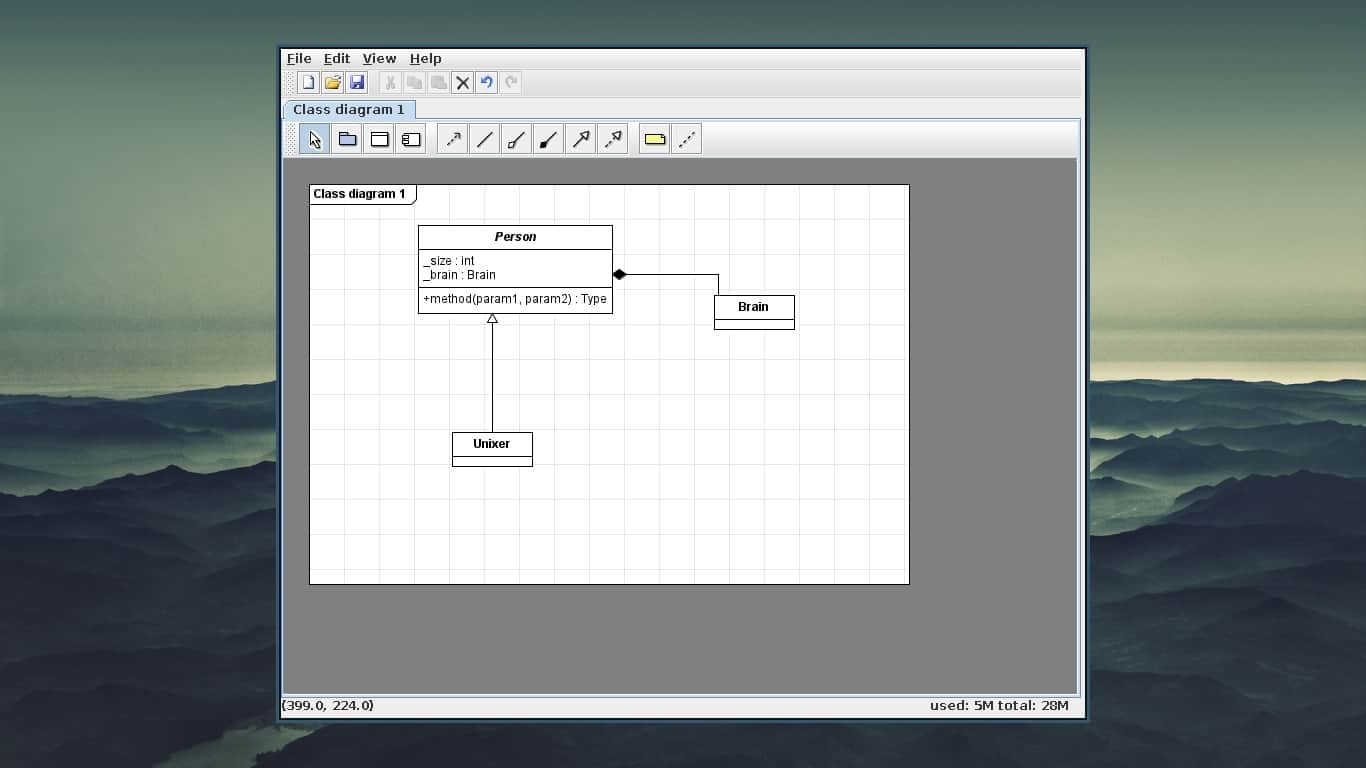 File Edit View Help
Class diagram 1
Class diagram 1
Person
_size : int
_brain : Brain
+method(param1, param2) : Type
Brain
Unixer
(399.0, 224.0) used: 5M total: 28M